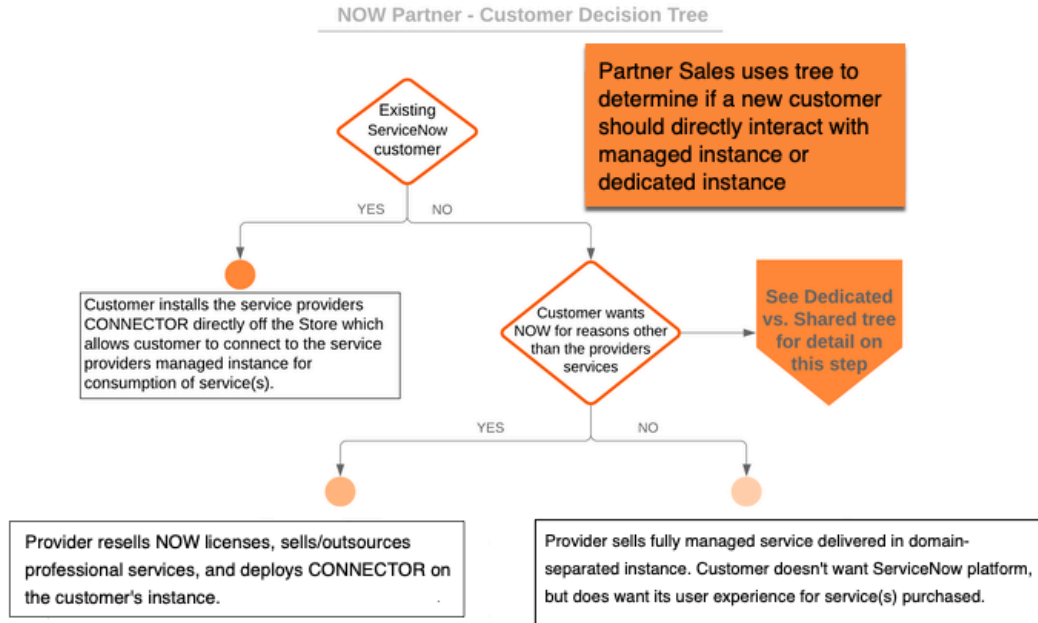 NOW Partner - Customer Decision Tree
Partner Sales uses tree to
determine if a new customer
should directly interact with
managed instance or
dedicated instance
Existing
ServiceNow
customer
YES
NO
Customer installs the service providers
CONNECTOR directly off the Store which
allows customer to connect to the service
providers managed instance for
consumption of service(s).
Customer wants
NOW for reasons other
than the providers
services
See Dedicated
vs. Shared tree
for detail on
this step
YES
NO
Provider resells NOW licenses, sells/outsources
professional services, and deploys CONNECTOR on
the customer's instance.
Provider sells fully managed service delivered in domain-
separated instance. Customer doesn't want ServiceNow platform,
but does want its user experience for service(s) purchased.